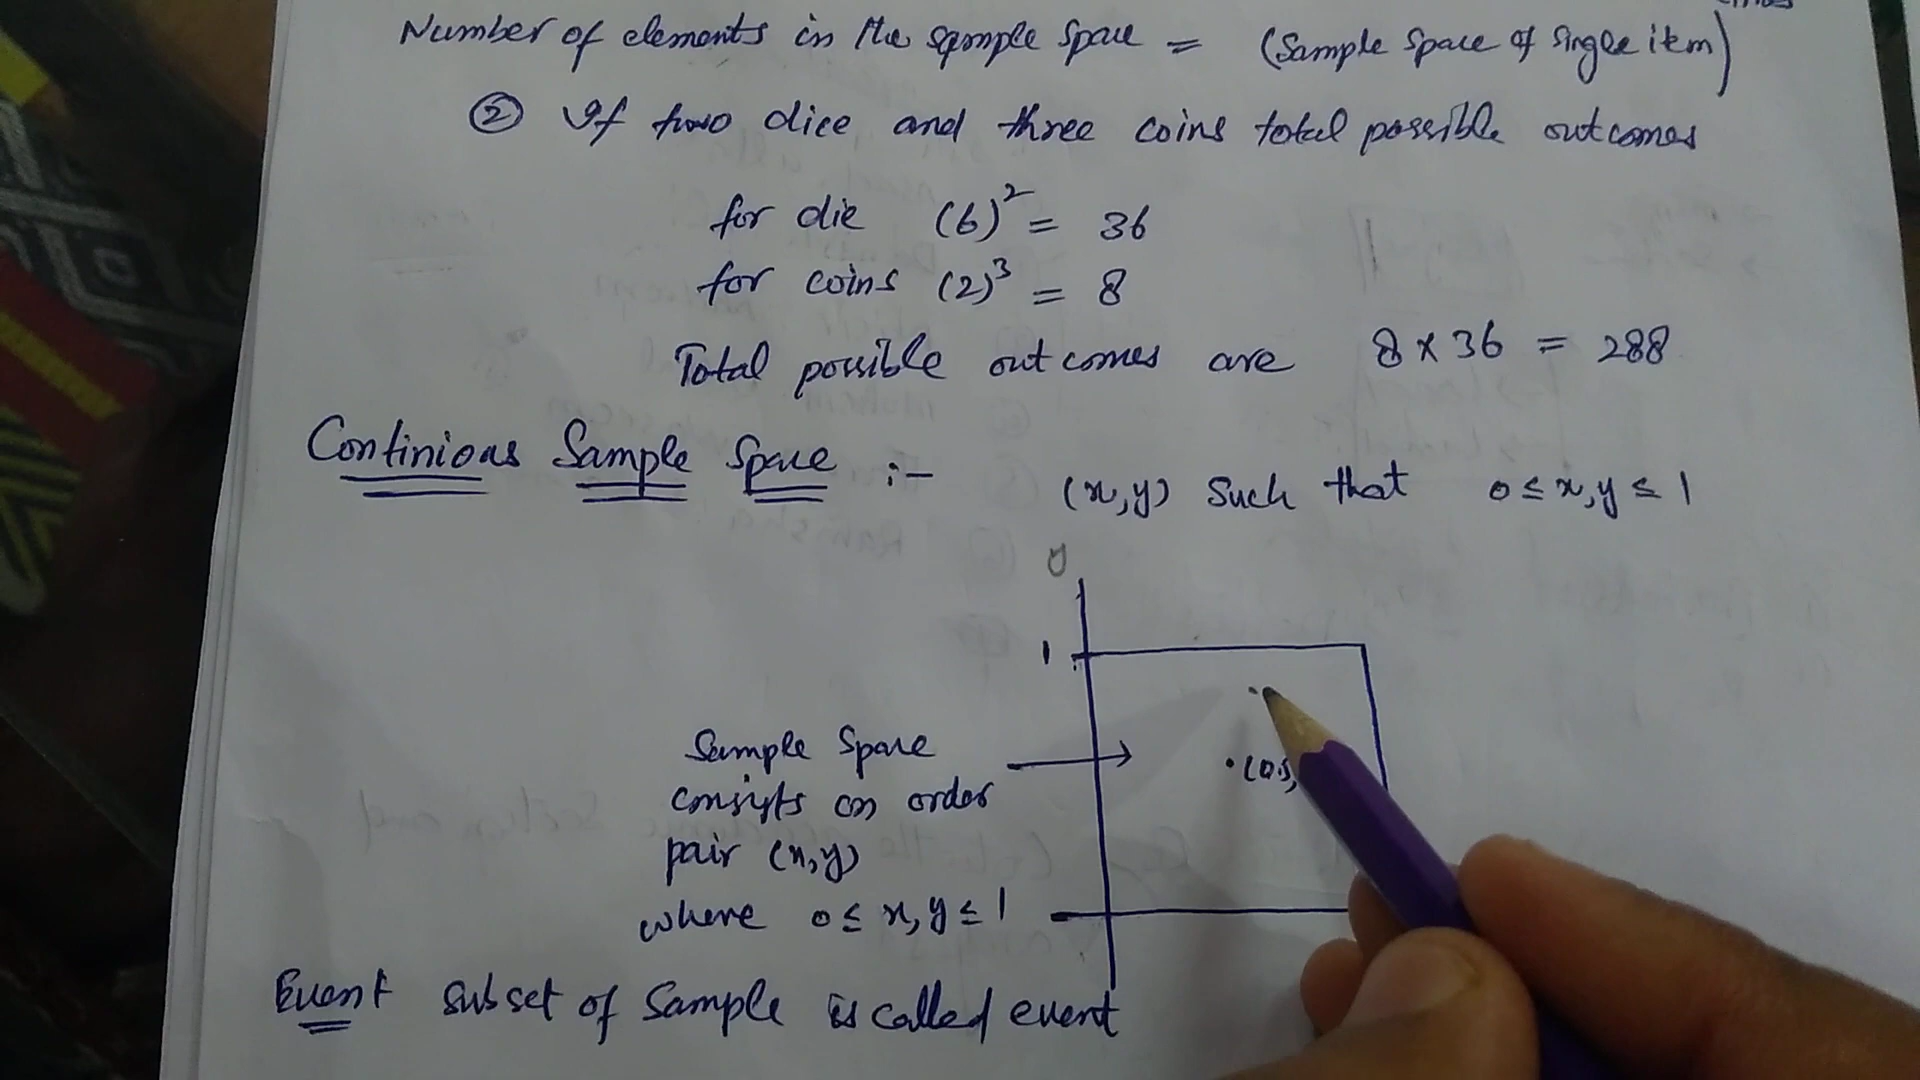 Number of elements in the sample space = (Sample space of single item)
② If two dice and three coins total possible outcomes
for die (6)² = 36
for coins (2)³ = 8
Total possible outcomes are 8 x 36 = 288
Continious Sample Space :-
(x,y) such that 0 ≤ x,y ≤ 1
y
1
Sample Space
consists on order
pair (x,y)
where 0 ≤ x,y ≤ 1
.(0.5,
Event subset of sample is called event